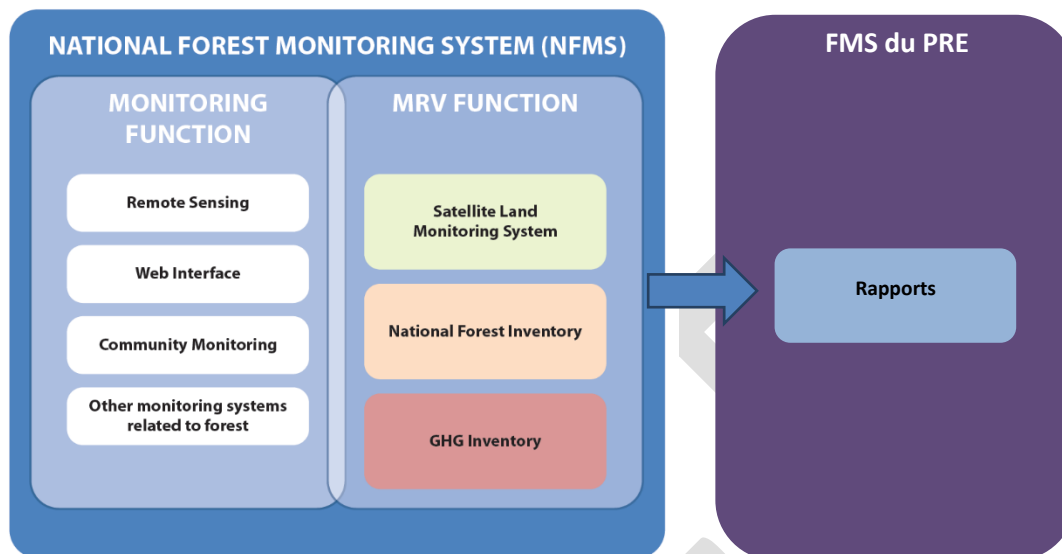 NATIONAL FOREST MONITORING SYSTEM (NFMS)
MONITORING
FUNCTION
Remote Sensing
Web Interface
Community Monitoring
Other monitoring systems
related to forest
MRV FUNCTION
Satellite Land
Monitoring System
National Forest Inventory
GHG Inventory
FMS du PRE
Rapports